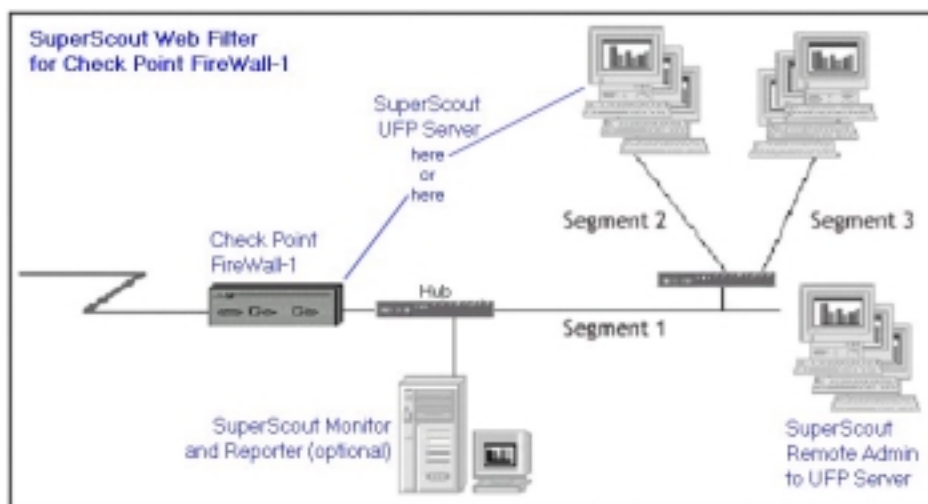 SuperScout Web Filter
for Check Point FireWall-1
SuperScout
UFP Server
here
or
here
Segment 2
Segment 3
Check Point
FireWall-1
Hub
Segment 1
SuperScout Monitor
and Reporter (optional)
SuperScout
Remote Admin
to UFP Server